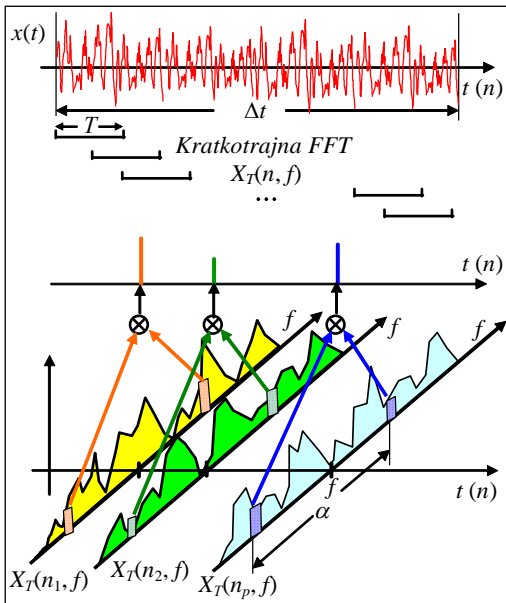 x(t)
t (n)
Δt
T
Kratkotrajna FFT
X_T(n, f)
...
t (n)
f
f
f
f
t (n)
α
X_T(n_1, f)
X_T(n_2, f)
X_T(n_p, f)